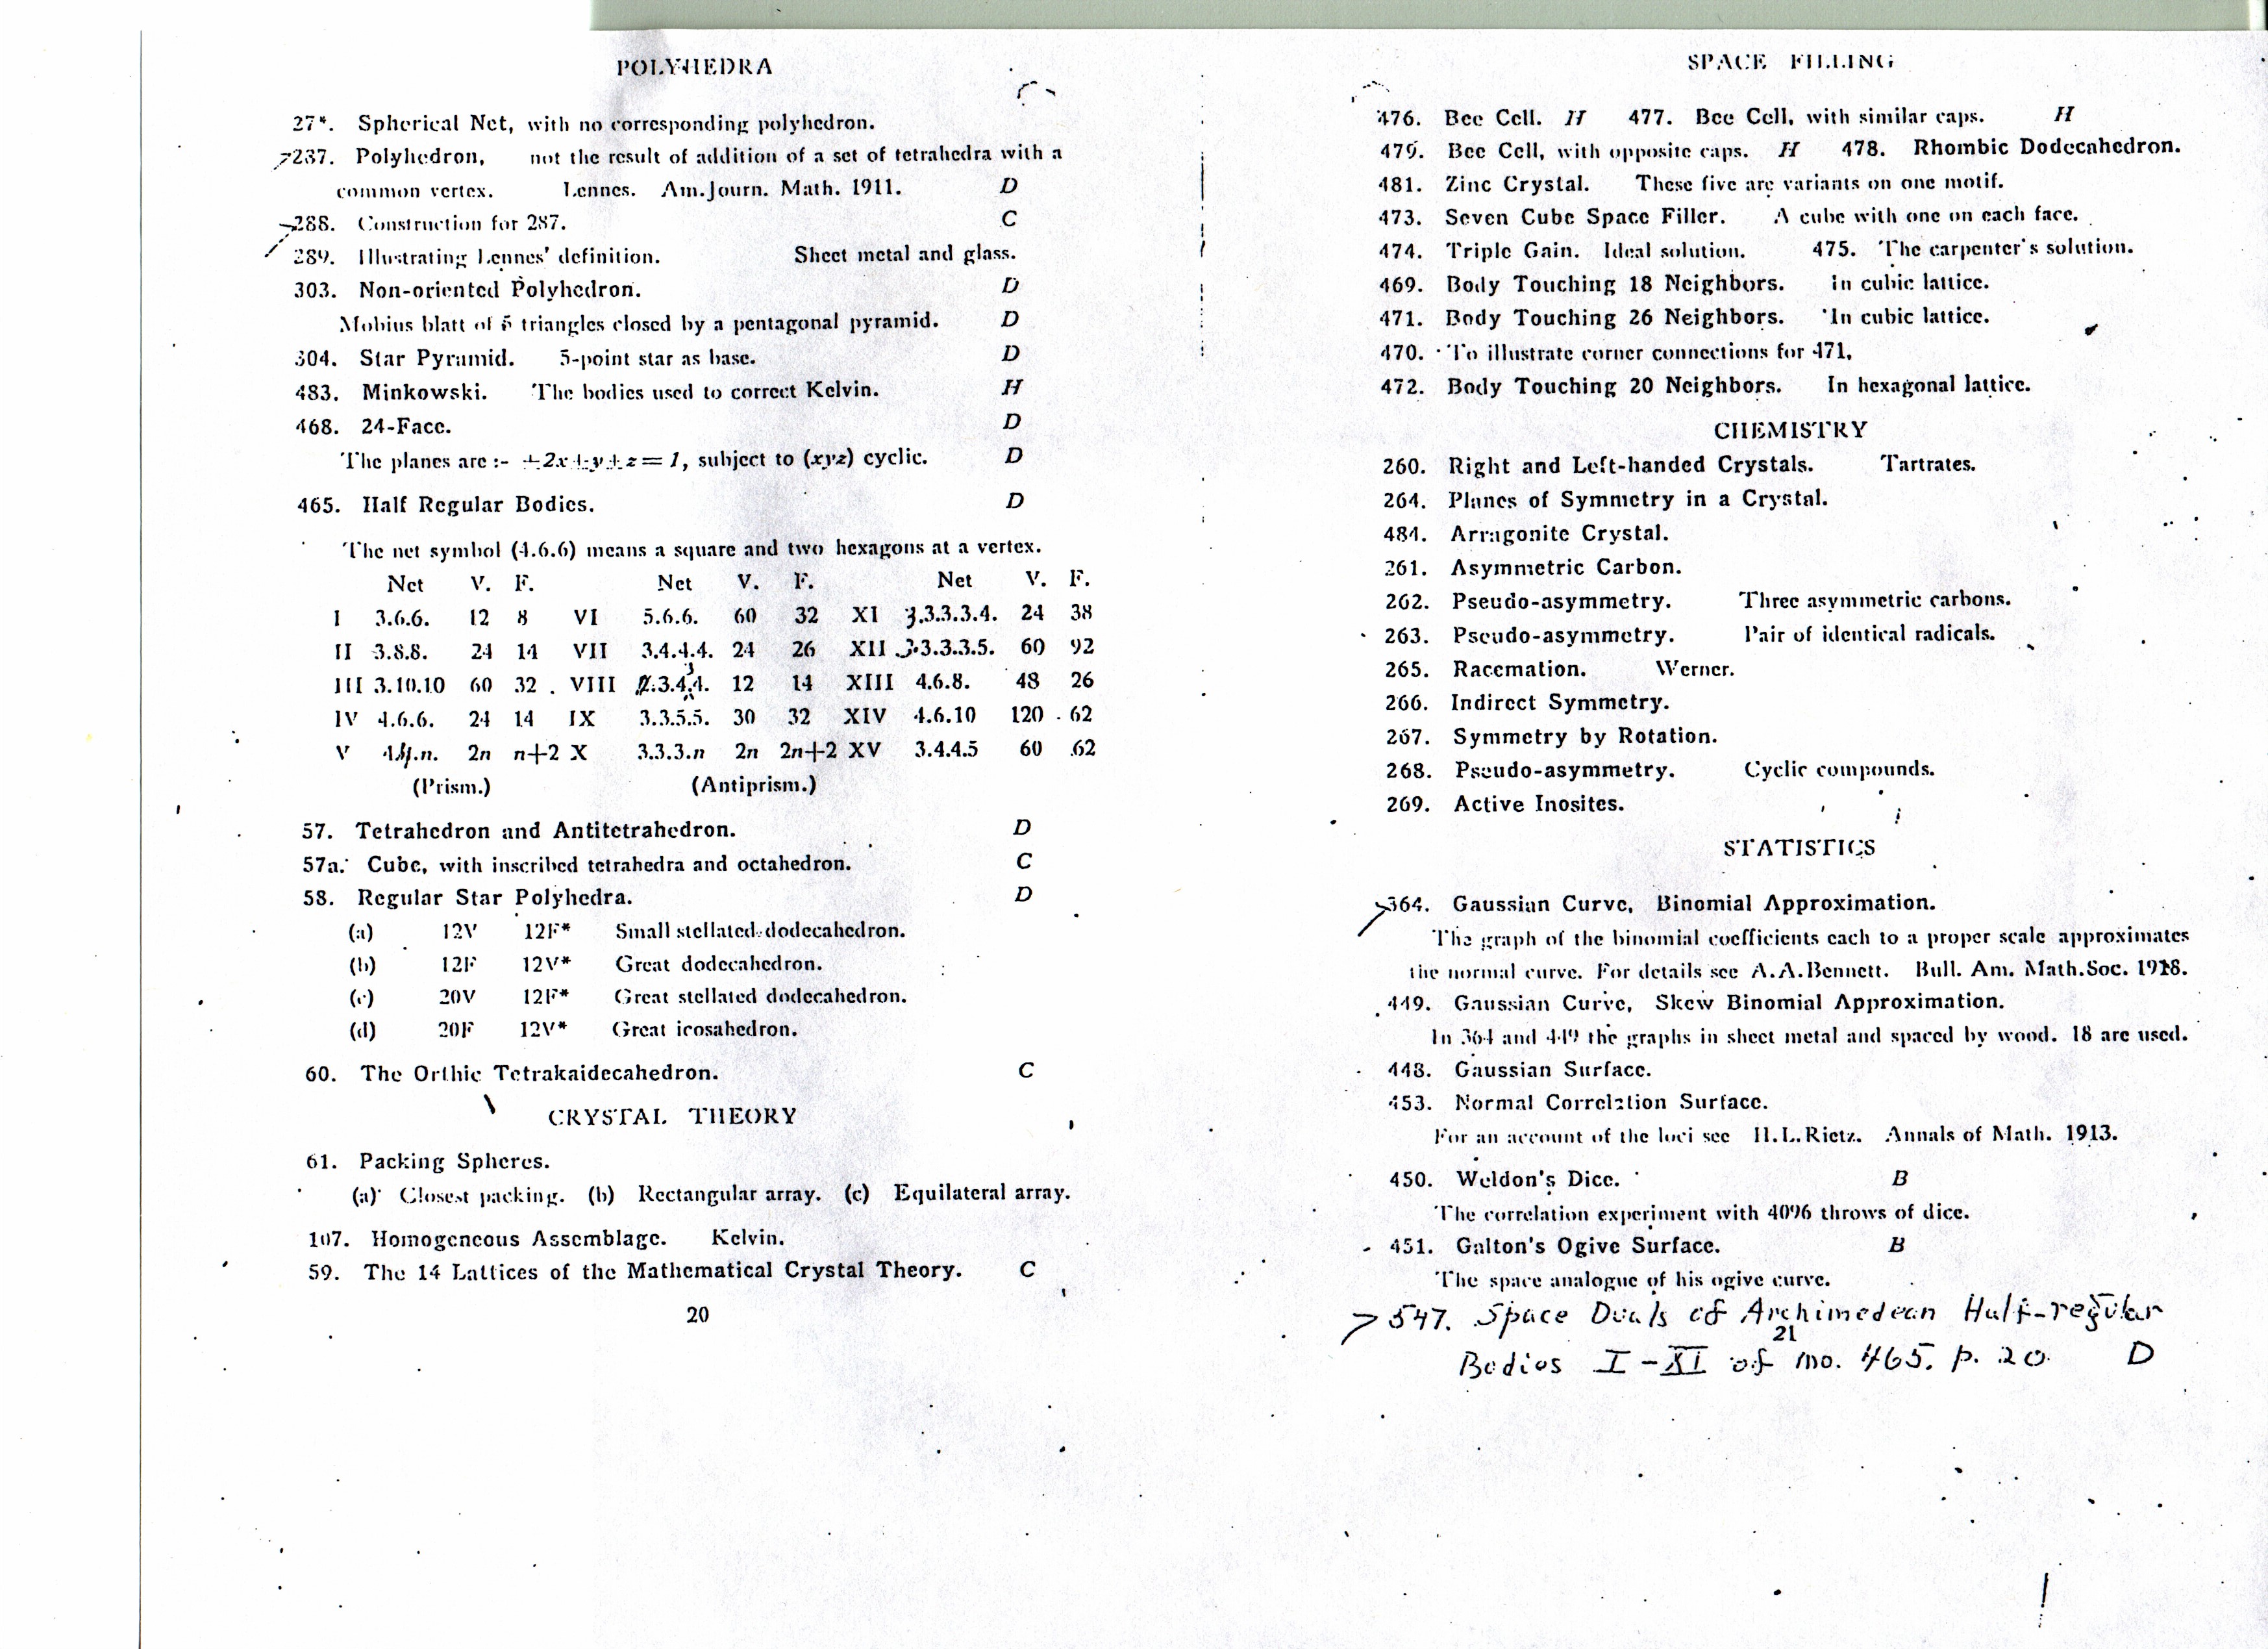 POLYHEDRA
27*. Spherical Net, with no corresponding polyhedron.
287. Polyhedron, not the result of addition of a set of tetrahedra with a
common vertex. Lennes. Am.Journ. Math. 1911. D
288. Construction for 287. C
289. Illustrating Lennes' definition. Sheet metal and glass.
303. Non-oriented Polyhedron. D
Mobius blatt of 5 triangles closed by a pentagonal pyramid. D
304. Star Pyramid. 5-point star as base. D
483. Minkowski. The bodies used to correct Kelvin. H
468. 24-Face. D
The planes are :- ±2x±y±z=1, subject to (xyz) cyclic. D
465. Half Regular Bodies. D
The net symbol (4.6.6) means a square and two hexagons at a vertex.
Net V. F. Net V. F. Net V. F.
I 3.6.6. 12 8 VI 5.6.6. 60 32 XI 3.3.3.3.4. 24 38
II 3.8.8. 24 14 VII 3.4.4.4. 24 26 XII 3.3.3.3.5. 60 92
III 3.10.10 60 32 VIII 3.4.3.4. 12 14 XIII 4.6.8. 48 26
IV 4.6.6. 24 14 IX 3.3.5.5. 30 32 XIV 4.6.10 120 62
V 4.4.n. 2n n+2 X 3.3.3.n 2n 2n+2 XV 3.4.4.5 60 62
(Prism.) (Antiprism.)
57. Tetrahedron and Antitetrahedron. D
57a. Cube, with inscribed tetrahedra and octahedron. C
58. Regular Star Polyhedra. D
(a) 12V 12F* Small stellated dodecahedron.
(b) 12F 12V* Great dodecahedron.
(c) 20V 12F* Great stellated dodecahedron.
(d) 20F 12V* Great icosahedron.
60. The Orthic Tetrakaidecahedron. C
CRYSTAL THEORY
61. Packing Spheres.
(a) Closest packing. (b) Rectangular array. (c) Equilateral array.
107. Homogeneous Assemblage. Kelvin.
59. The 14 Lattices of the Mathematical Crystal Theory. C
20
SPACE FILLING
476. Bee Cell. H 477. Bee Cell, with similar caps. H
479. Bee Cell, with opposite caps. H 478. Rhombic Dodecahedron.
481. Zinc Crystal. These five are variants on one motif.
473. Seven Cube Space Filler. A cube with one on each face.
474. Triple Gain. Ideal solution. 475. The carpenter's solution.
469. Body Touching 18 Neighbors. in cubic lattice.
471. Body Touching 26 Neighbors. In cubic lattice.
470. To illustrate corner connections for 471.
472. Body Touching 20 Neighbors. In hexagonal lattice.
CHEMISTRY
260. Right and Left-handed Crystals. Tartrates.
264. Planes of Symmetry in a Crystal.
484. Arragonite Crystal.
261. Asymmetric Carbon.
262. Pseudo-asymmetry. Three asymmetric carbons.
263. Pseudo-asymmetry. Pair of identical radicals.
265. Racemation. Werner.
266. Indirect Symmetry.
267. Symmetry by Rotation.
268. Pseudo-asymmetry. Cyclic compounds.
269. Active Inosites.
STATISTICS
364. Gaussian Curve, Binomial Approximation.
The graph of the binomial coefficients each to a proper scale approximates
the normal curve. For details see A.A.Bennett. Bull. Am. Math.Soc. 1918.
449. Gaussian Curve, Skew Binomial Approximation.
In 364 and 449 the graphs in sheet metal and spaced by wood. 18 are used.
448. Gaussian Surface.
453. Normal Correlation Surface.
For an account of the loci see H.L.Rietz. Annals of Math. 1913.
450. Weldon's Dice. B
The correlation experiment with 4096 throws of dice.
451. Galton's Ogive Surface. B
The space analogue of his ogive curve.
547. Space Duals of Archimedean Half-regular
21
Bodies I-XI of no. 465. p. 20. D